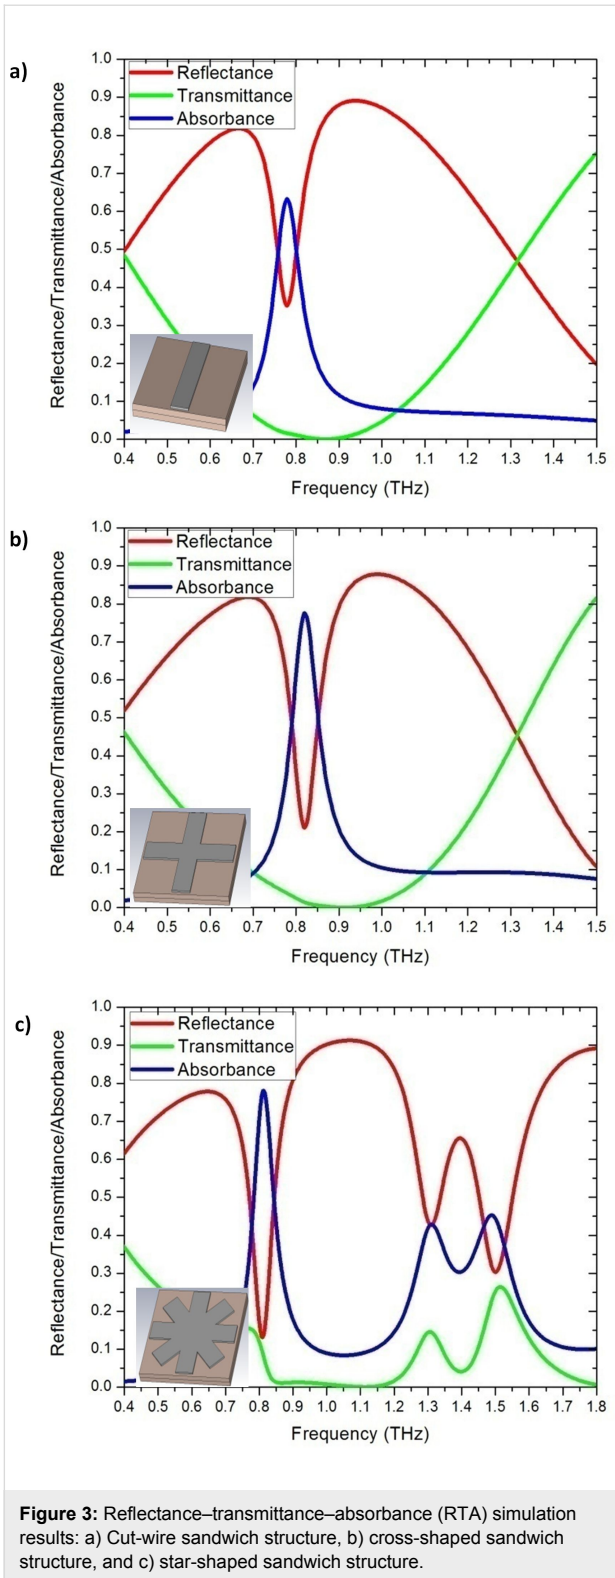 a)
Reflectance/Transmittance/Absorbance
1.0
0.9
0.8
0.7
0.6
0.5
0.4
0.3
0.2
0.1
0.0
Reflectance
Transmittance
Absorbance
0.4 0.5 0.6 0.7 0.8 0.9 1.0 1.1 1.2 1.3 1.4 1.5
Frequency (THz)
b)
Reflectance/Transmittance/Absorbance
1.0
0.9
0.8
0.7
0.6
0.5
0.4
0.3
0.2
0.1
0.0
Reflectance
Transmittance
Absorbance
0.4 0.5 0.6 0.7 0.8 0.9 1.0 1.1 1.2 1.3 1.4 1.5
Frequency (THz)
c)
Reflectance/Transmittance/Absorbance
1.0
0.9
0.8
0.7
0.6
0.5
0.4
0.3
0.2
0.1
0.0
Reflectance
Transmittance
Absorbance
0.4 0.5 0.6 0.7 0.8 0.9 1.0 1.1 1.2 1.3 1.4 1.5 1.6 1.7 1.8
Frequency (THz)
Figure 3: Reflectance–transmittance–absorbance (RTA) simulation
results: a) Cut-wire sandwich structure, b) cross-shaped sandwich
structure, and c) star-shaped sandwich structure.